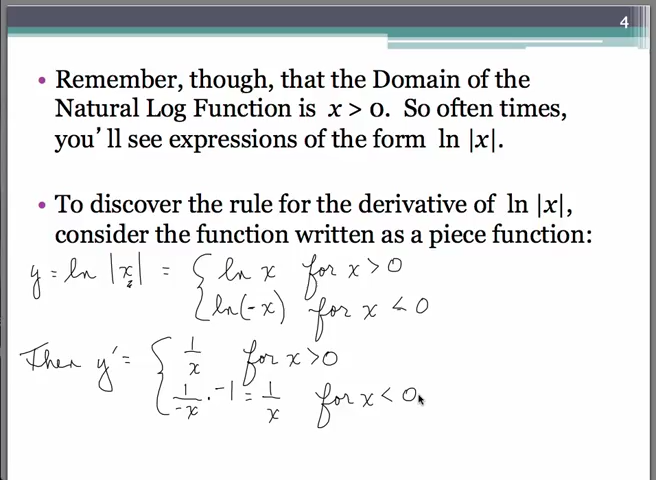 4
• Remember, though, that the Domain of the
Natural Log Function is x > 0. So often times,
you'll see expressions of the form ln |x|.
• To discover the rule for the derivative of ln |x|,
consider the function written as a piece function:
y = ln |x| = { ln x for x > 0
ln(-x) for x < 0
Then y' = { 1/x for x > 0
1/-x · -1 = 1/x for x < 0